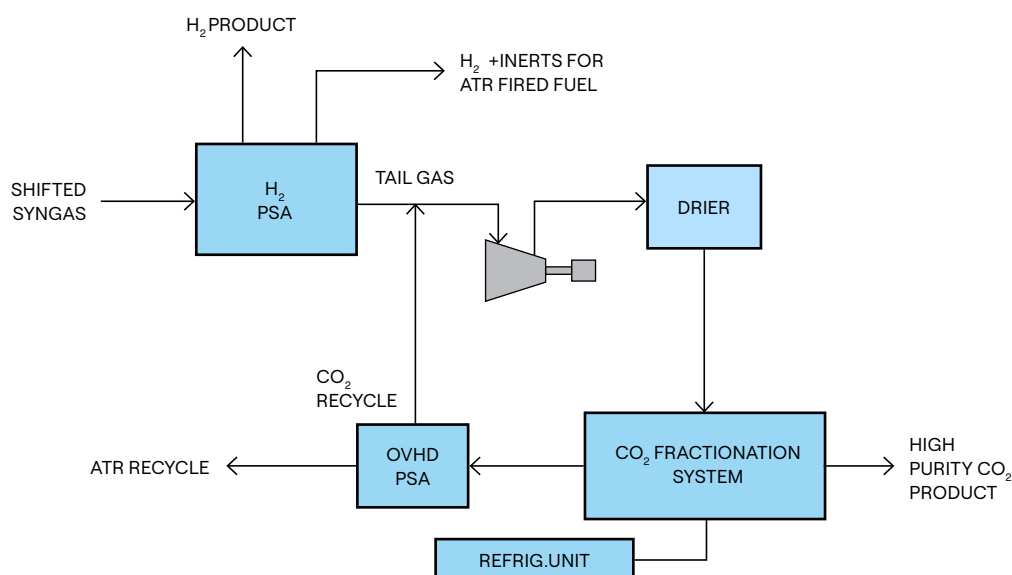 H₂ PRODUCT
H₂ +INERTS FOR
ATR FIRED FUEL
SHIFTED
SYNGAS
H₂
PSA
TAIL GAS
DRIER
CO₂
RECYCLE
ATR RECYCLE
OVHD
PSA
CO₂ FRACTIONATION
SYSTEM
HIGH
PURITY CO₂
PRODUCT
REFRIG.UNIT